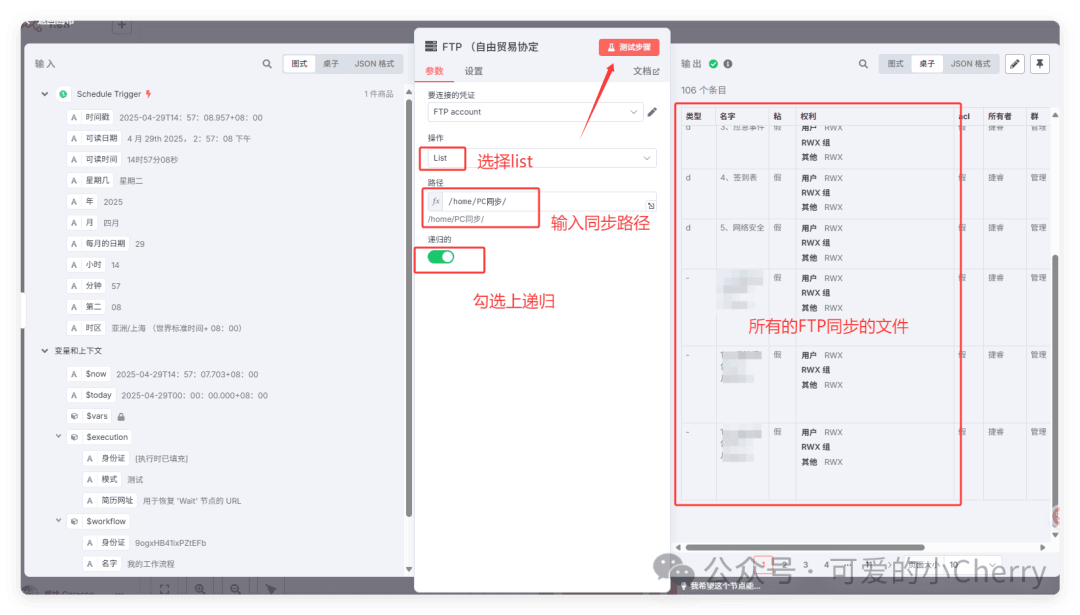 输入
图式 桌子 JSON 格式
Schedule Trigger
1 件商品
A 时间戳 2025-04-29T14：57：08.957+08：00
A 可读日期 4 月 29th 2025， 2：57：08 下午
A 可读时间 14时57分08秒
A 星期几 星期二
A 年 2025
A 月 四月
A 每月的日期 29
A 小时 14
A 分钟 57
A 第二 08
A 时区 亚洲/上海 （世界标准时间+ 08：00）
变量和上下文
A $now 2025-04-29T14：57：07.703+08：00
A $today 2025-04-29T00：00：00.000+08：00
$vars
$execution
A 身份证 [执行时已填充]
A 模式 测试
A 简历网址 用于恢复 'Wait' 节点的 URL
$workflow
A 身份证 9ogxHB41ixPZtEFb
A 名字 我的工作流程
FTP （自由贸易协定
测试步骤
参数 设置 文档
要连接的凭证
FTP account
操作
List
选择list
路径
fx /home/PC同步/
/home/PC同步/
输入同步路径
递归的
勾选上递归
输出
图式 桌子 JSON 格式
106 个条目
类型 名字 粘 权利 acl 所有者 群
d 3、应急事件 假 用户 RWX 假 捷睿 管理
RWX 组
其他 RWX
d 4、签到表 假 用户 RWX 假 捷睿 管理
RWX 组
其他 RWX
d 5、网络安全 假 用户 RWX 假 捷睿 管理
RWX 组
其他 RWX
- 假 用户 RWX 假 捷睿 管理
RWX 组
其他 RWX
所有的FTP同步的文件
- 假 用户 RWX 假 捷睿 管理
RWX 组
其他 RWX
- 假 用户 RWX 假 捷睿 管理
RWX 组
其他 RWX
1 2 3 4 ... 11 页面大小 10
公众号 · 可爱的小Cherry
我希望这个节点能...